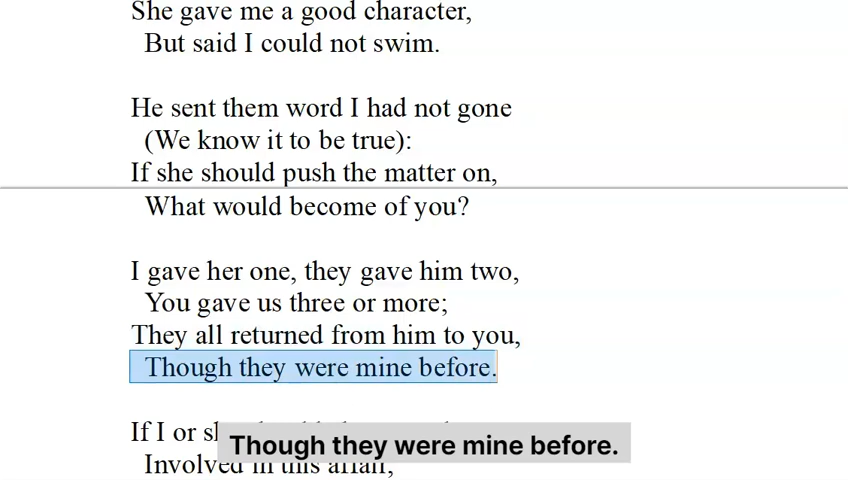 She gave me a good character,
But said I could not swim.
He sent them word I had not gone
(We know it to be true):
If she should push the matter on,
What would become of you?
I gave her one, they gave him two,
You gave us three or more;
They all returned from him to you,
Though they were mine before.
If I or
Though they were mine before.
Involved in this affair,